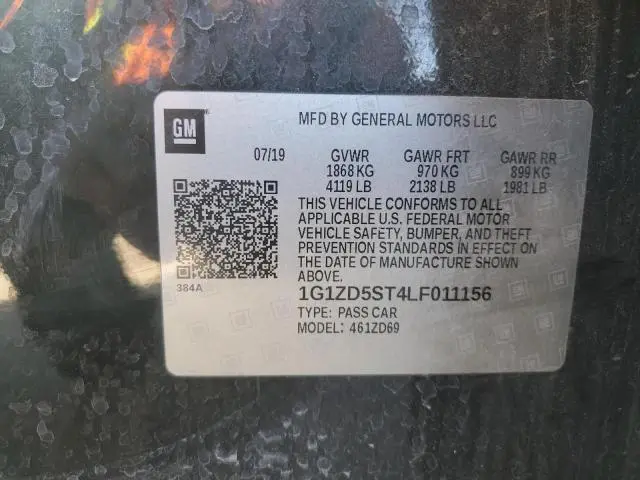 GM
MFD BY GENERAL MOTORS LLC
07/19 GVWR GAWR FRT GAWR RR
1868 KG 970 KG 899 KG
4119 LB 2138 LB 1981 LB
THIS VEHICLE CONFORMS TO ALL
APPLICABLE U.S. FEDERAL MOTOR
VEHICLE SAFETY, BUMPER, AND THEFT
PREVENTION STANDARDS IN EFFECT ON
THE DATE OF MANUFACTURE SHOWN
ABOVE.
384A
1G1ZD5ST4LF011156
TYPE: PASS CAR
MODEL: 461ZD69